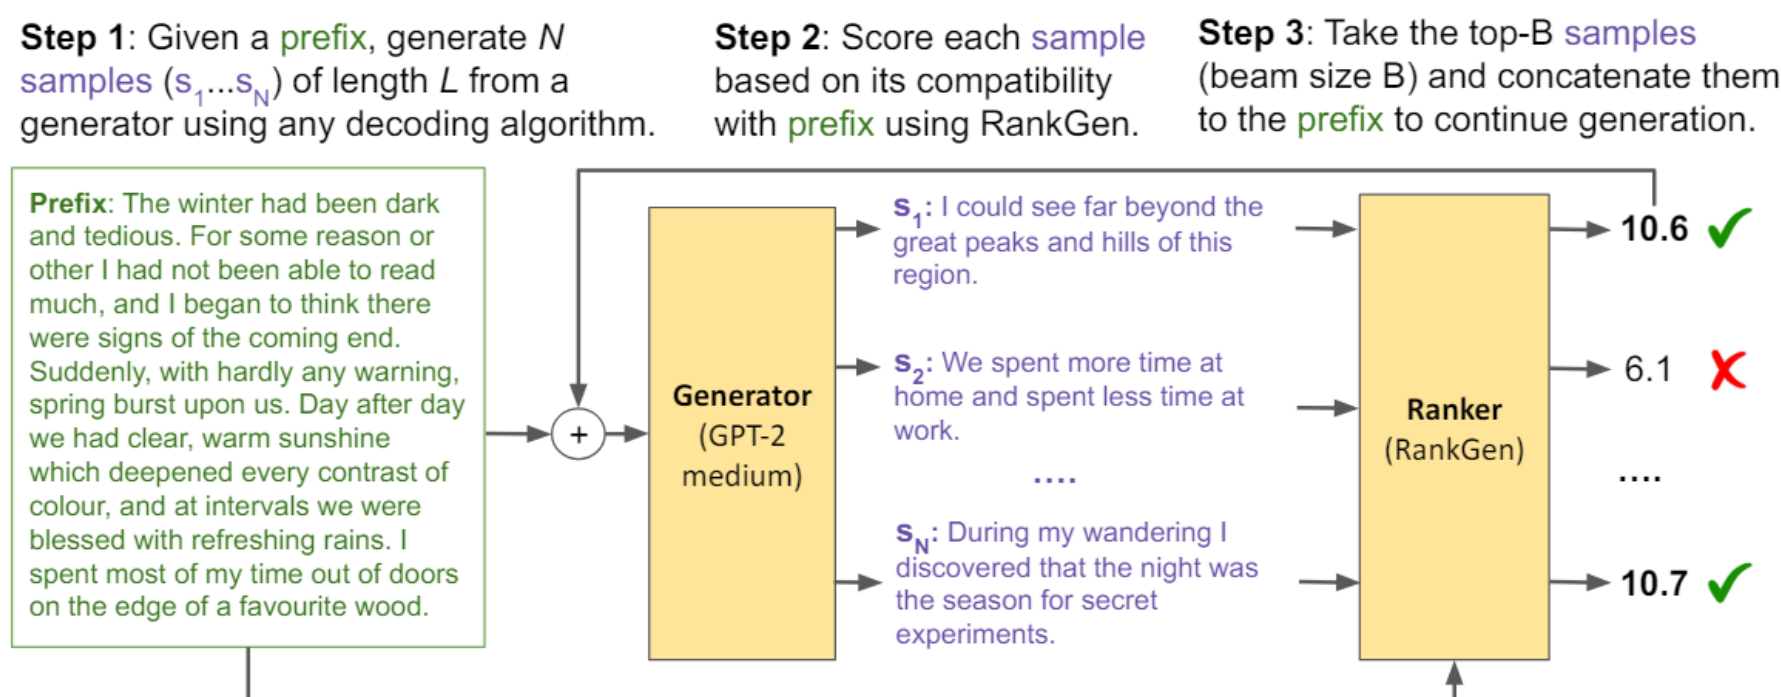 Step 1: Given a prefix, generate N
samples (s1...sN) of length L from a
generator using any decoding algorithm.
Step 2: Score each sample
based on its compatibility
with prefix using RankGen.
Step 3: Take the top-B samples
(beam size B) and concatenate them
to the prefix to continue generation.
Prefix: The winter had been dark
and tedious. For some reason or
other I had not been able to read
much, and I began to think there
were signs of the coming end.
Suddenly, with hardly any warning,
spring burst upon us. Day after day
we had clear, warm sunshine
which deepened every contrast of
colour, and at intervals we were
blessed with refreshing rains. I
spent most of my time out of doors
on the edge of a favourite wood.
+
Generator
(GPT-2
medium)
s1: I could see far beyond the
great peaks and hills of this
region.
s2: We spent more time at
home and spent less time at
work.
....
sN: During my wandering I
discovered that the night was
the season for secret
experiments.
Ranker
(RankGen)
10.6
6.1
....
10.7